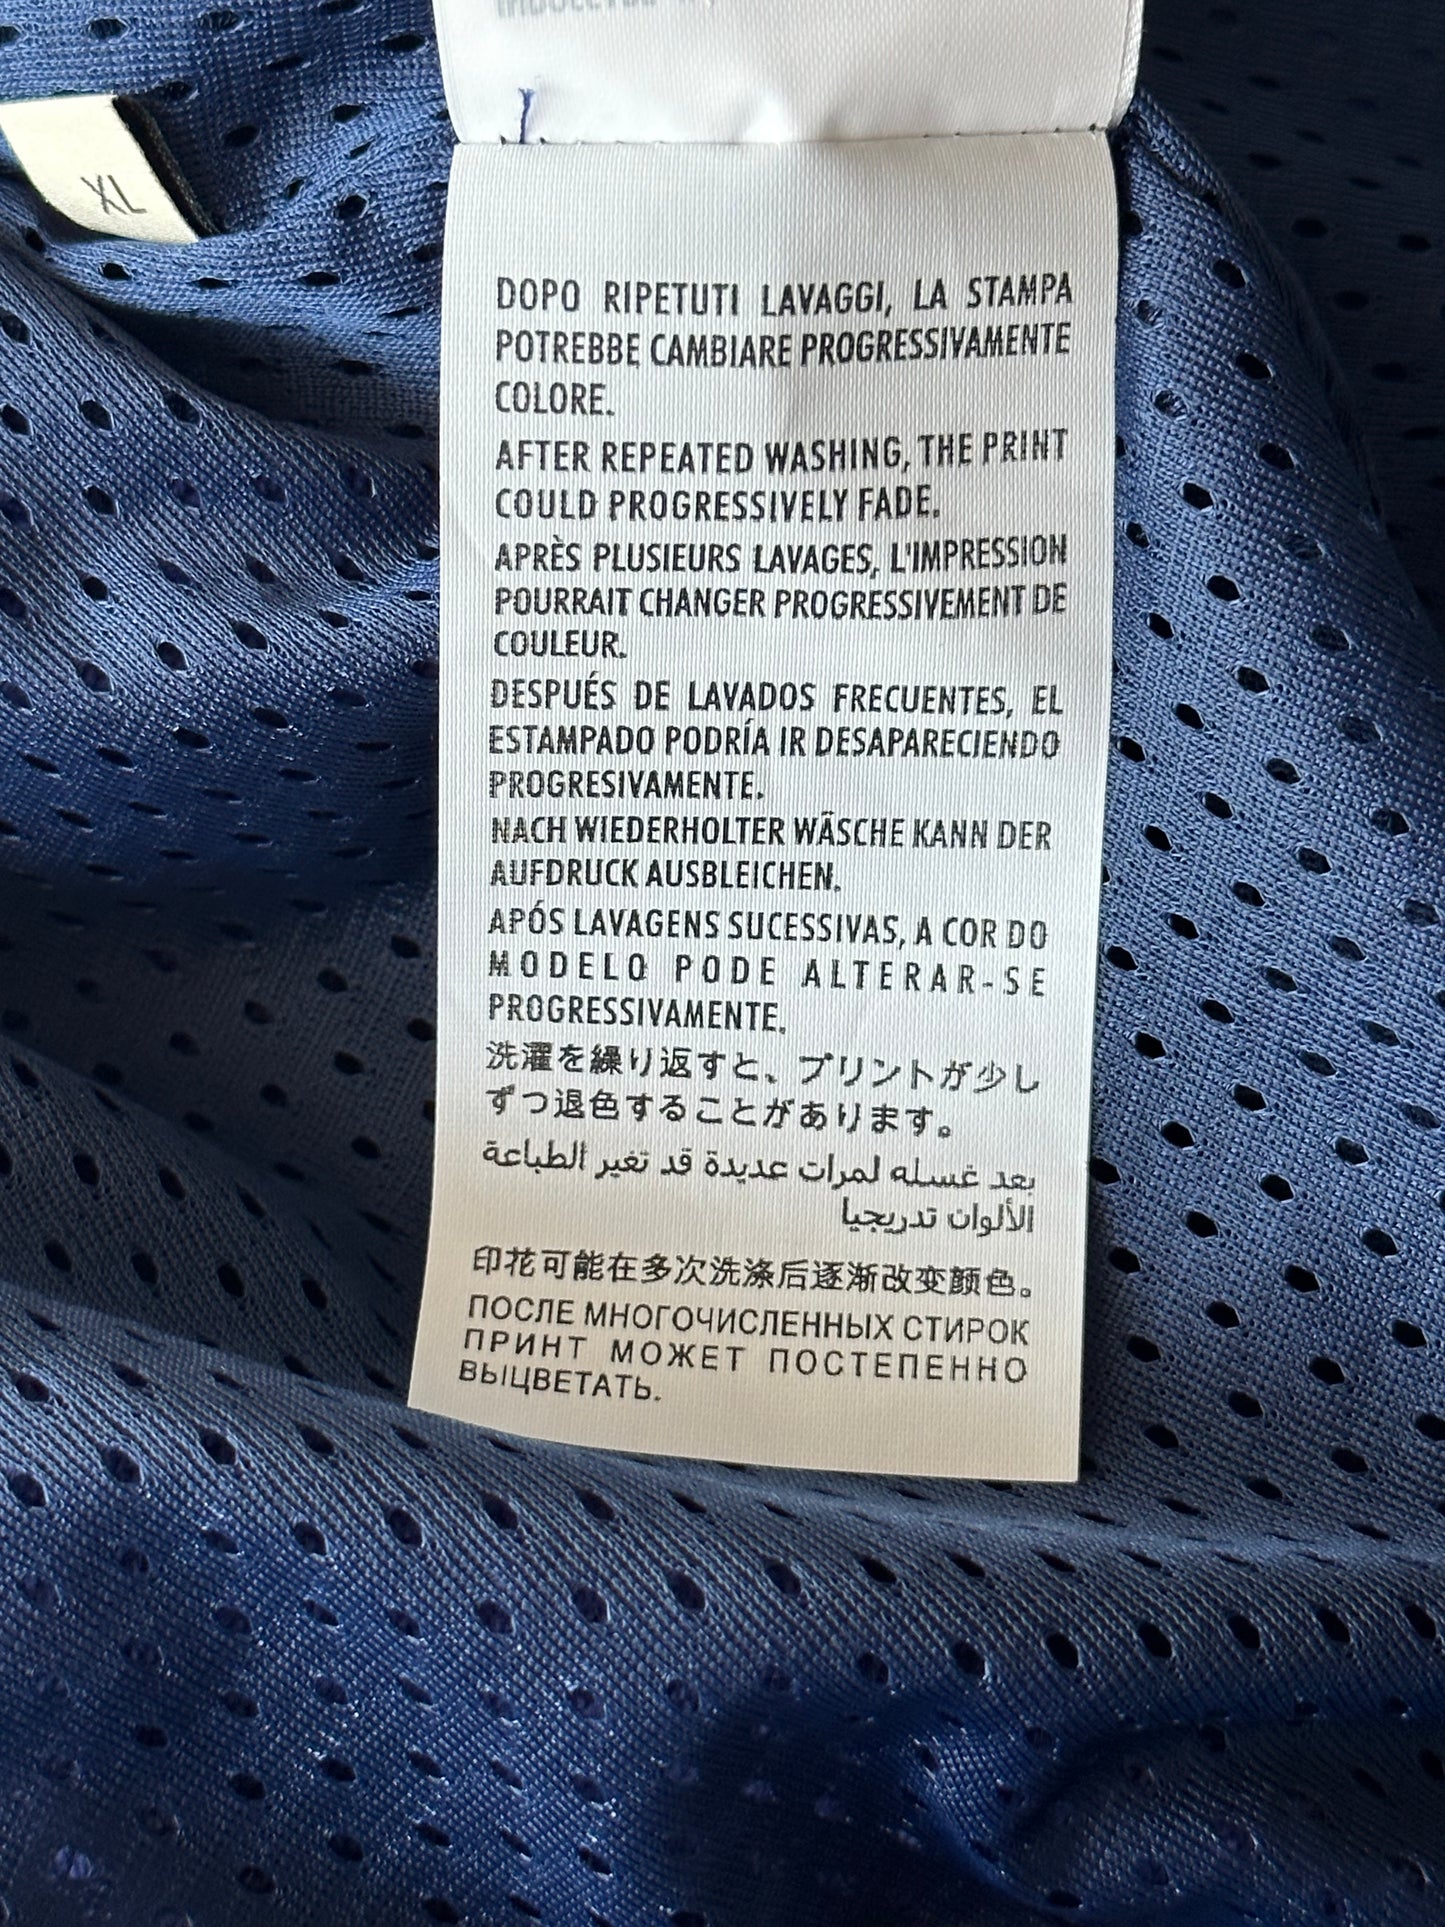 XL
DOPO RIPETUTI LAVAGGI, LA STAMPA
POTREBBE CAMBIARE PROGRESSIVAMENTE
COLORE.
AFTER REPEATED WASHING, THE PRINT
COULD PROGRESSIVELY FADE.
APRÈS PLUSIEURS LAVAGES, L'IMPRESSION
POURRAIT CHANGER PROGRESSIVEMENT DE
COULEUR.
DESPUÉS DE LAVADOS FRECUENTES, EL
ESTAMPADO PODRÍA IR DESAPARECIENDO
PROGRESIVAMENTE.
NACH WIEDERHOLTER WÄSCHE KANN DER
AUFDRUCK AUSBLEICHEN.
APÓS LAVAGENS SUCESSIVAS, A COR DO
MODELO PODE ALTERAR-SE
PROGRESSIVAMENTE.
洗濯を繰り返すと、プリントが少し
ずつ退色することがあります。
بعد غسله لمرات عديدة قد تغير الطباعة
الألوان تدريجيا
印花可能在多次洗涤后逐渐改变颜色。
ПОСЛЕ МНОГОЧИСЛЕННЫХ СТИРОК
ПРИНТ МОЖЕТ ПОСТЕПЕННО
ВЫЦВЕТАТЬ.